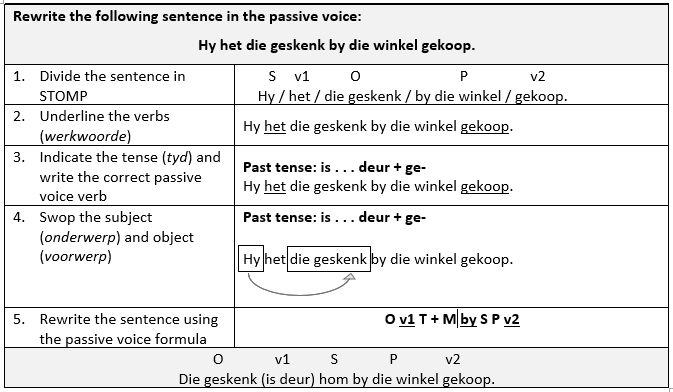 Rewrite the following sentence in the passive voice:
Hy het die geskenk by die winkel gekoop.
1. Divide the sentence in STOMP
S v1 O P v2
Hy / het / die geskenk / by die winkel / gekoop.
2. Underline the verbs (werkwoorde)
Hy het die geskenk by die winkel gekoop.
3. Indicate the tense (tyd) and write the correct passive voice verb
Past tense: is . . . deur + ge-
Hy het die geskenk by die winkel gekoop.
4. Swop the subject (onderwerp) and object (voorwerp)
Past tense: is . . . deur + ge-
Hy het die geskenk by die winkel gekoop.
5. Rewrite the sentence using the passive voice formula
O v1 T + M by S P v2
O v1 S P v2
Die geskenk (is deur) hom by die winkel gekoop.